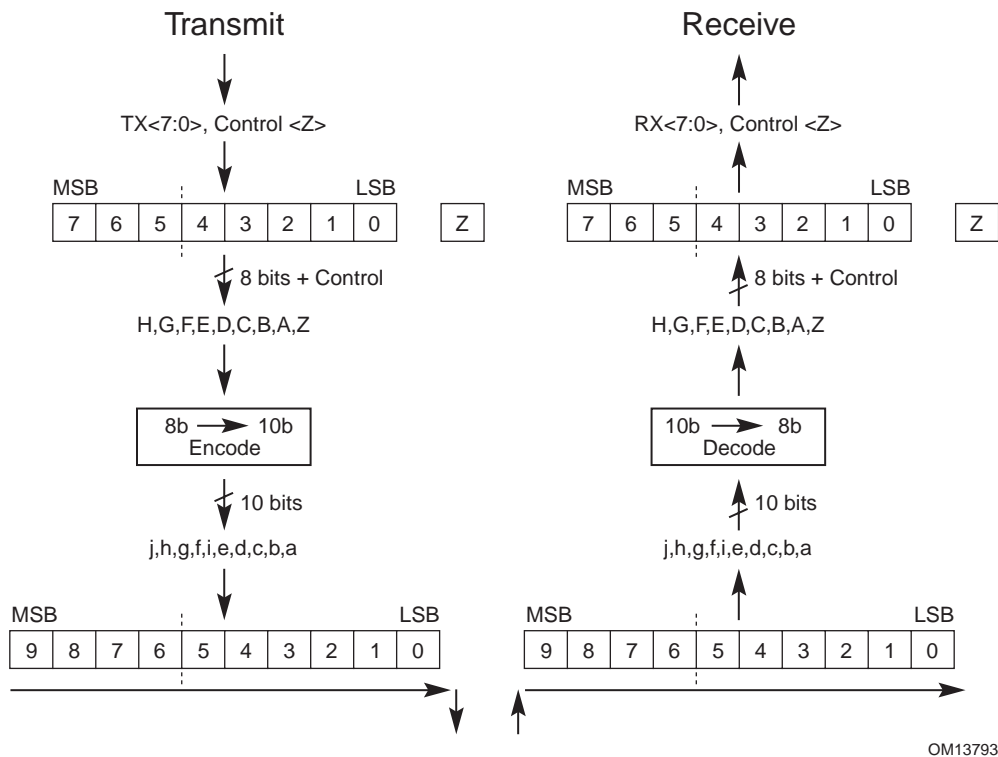 Transmit
TX<7:0>, Control <Z>
MSB LSB
7 6 5 4 3 2 1 0 Z
8 bits + Control
H,G,F,E,D,C,B,A,Z
8b 10b
Encode
10 bits
j,h,g,f,i,e,d,c,b,a
MSB LSB
9 8 7 6 5 4 3 2 1 0
Receive
RX<7:0>, Control <Z>
MSB LSB
7 6 5 4 3 2 1 0 Z
8 bits + Control
H,G,F,E,D,C,B,A,Z
10b 8b
Decode
10 bits
j,h,g,f,i,e,d,c,b,a
MSB LSB
9 8 7 6 5 4 3 2 1 0
OM13793